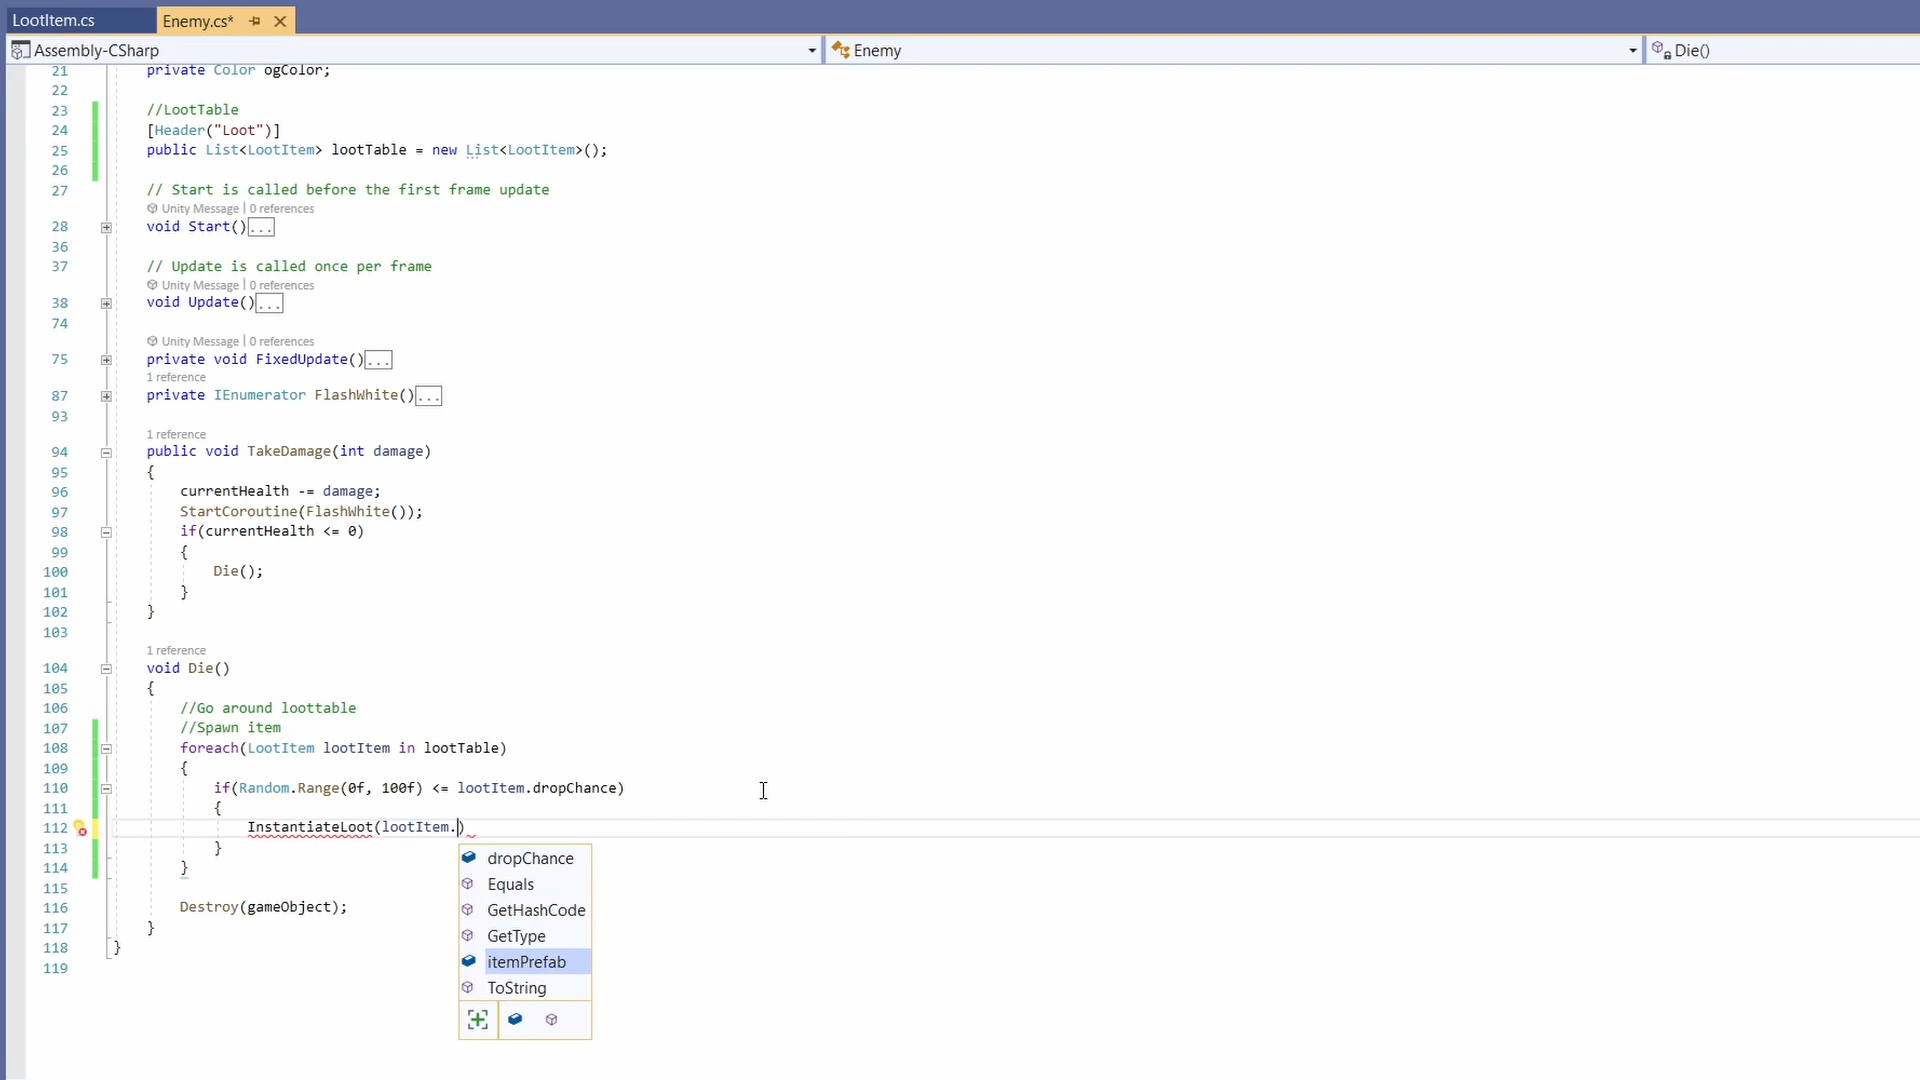 LootItem.cs
Enemy.cs*
Assembly-CSharp
Enemy
Die()
21 private Color ogColor;
22
23 //LootTable
24 [Header("Loot")]
25 public List<LootItem> lootTable = new List<LootItem>();
26
27 // Start is called before the first frame update
Unity Message | 0 references
28 void Start()...
36
37 // Update is called once per frame
Unity Message | 0 references
38 void Update()...
74
Unity Message | 0 references
75 private void FixedUpdate()...
1 reference
87 private IEnumerator FlashWhite()...
93
1 reference
94 public void TakeDamage(int damage)
95 {
96 currentHealth -= damage;
97 StartCoroutine(FlashWhite());
98 if(currentHealth <= 0)
99 {
100 Die();
101 }
102 }
103
1 reference
104 void Die()
105 {
106 //Go around loottable
107 //Spawn item
108 foreach(LootItem lootItem in lootTable)
109 {
110 if(Random.Range(0f, 100f) <= lootItem.dropChance)
111 {
112 InstantiateLoot(lootItem.)
113 }
114 }
115
116 Destroy(gameObject);
117 }
118 }
119
dropChance
Equals
GetHashCode
GetType
itemPrefab
ToString